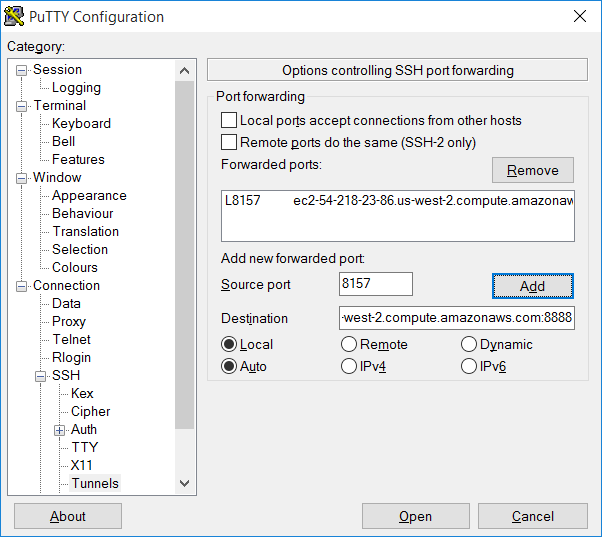 PuTTY Configuration
Category:
Session
Logging
Terminal
Keyboard
Bell
Features
Window
Appearance
Behaviour
Translation
Selection
Colours
Connection
Data
Proxy
Telnet
Rlogin
SSH
Kex
Cipher
Auth
TTY
X11
Tunnels
Options controlling SSH port forwarding
Port forwarding
Local ports accept connections from other hosts
Remote ports do the same (SSH-2 only)
Forwarded ports:
Remove
L8157 ec2-54-218-23-86.us-west-2.compute.amazonaw
Add new forwarded port:
Source port 8157 Add
Destination -west-2.compute.amazonaws.com:8888
Local Remote Dynamic
Auto IPv4 IPv6
About Open Cancel